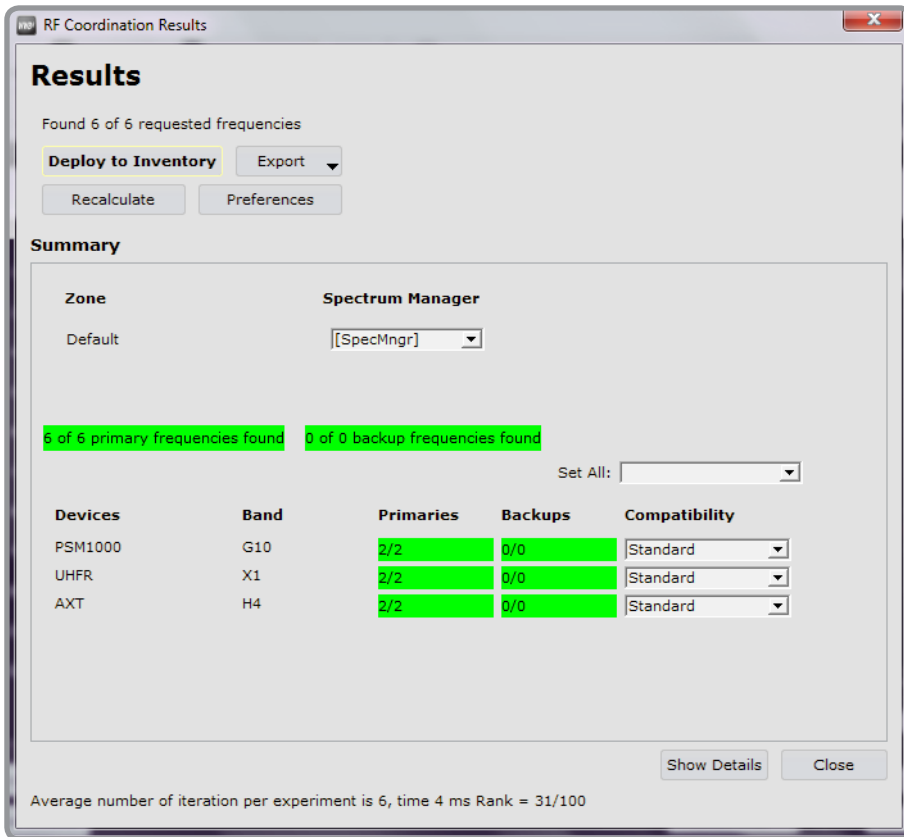 RF Coordination Results
Results
Found 6 of 6 requested frequencies
Deploy to Inventory Export
Recalculate Preferences
Summary
Zone Spectrum Manager
Default [SpecMngr]
6 of 6 primary frequencies found 0 of 0 backup frequencies found
Set All:
Devices Band Primaries Backups Compatibility
PSM1000 G10 2/2 0/0 Standard
UHFR X1 2/2 0/0 Standard
AXT H4 2/2 0/0 Standard
Show Details Close
Average number of iteration per experiment is 6, time 4 ms Rank = 31/100